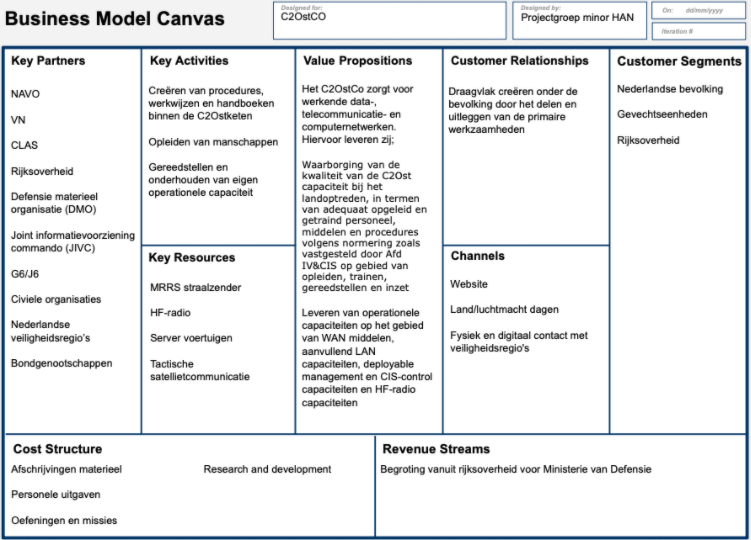 Business Model Canvas
Designed for:
C2OstCO
Designed by:
Projectgroep minor HAN
On: dd/mm/yyyy
Iteration #
Key Partners
NAVO
VN
CLAS
Rijksoverheid
Defensie materieel
organisatie (DMO)
Joint informatievoorziening
commando (JIVC)
G6/J6
Civiele organisaties
Nederlandse
veiligheidsregio's
Bondgenootschappen
Key Activities
Creëren van procedures,
werkwijzen en handboeken
binnen de C2Ostketen
Opleiden van manschappen
Gereedstellen en
onderhouden van eigen
operationele capaciteit
Key Resources
MRRS straalzender
HF-radio
Server voertuigen
Tactische
satellietcommunicatie
Value Propositions
Het C2OstCo zorgt voor
werkende data-,
telecommunicatie- en
computernetwerken.
Hiervoor leveren zij;
Waarborging van de
kwaliteit van de C2Ost
capaciteit bij het
landoptreden, in termen
van adequaat opgeleid en
getraind personeel,
middelen en procedures
volgens normering zoals
vastgesteld door Afd
IV&CIS op gebied van
opleiden, trainen,
gereedstellen en inzet
Leveren van operationele
capaciteiten op het gebied
van WAN middelen,
aanvullend LAN
capaciteiten, deployable
management en CIS-control
capaciteiten en HF-radio
capaciteiten
Customer Relationships
Draagvlak creëren onder de
bevolking door het delen en
uitleggen van de primaire
werkzaamheden
Channels
Website
Land/luchtmacht dagen
Fysiek en digitaal contact met
veiligheidsregio's
Customer Segments
Nederlandse bevolking
Gevechtseenheden
Rijksoverheid
Cost Structure
Afschrijvingen materieel
Personele uitgaven
Oefeningen en missies
Research and development
Revenue Streams
Begroting vanuit rijksoverheid voor Ministerie van Defensie